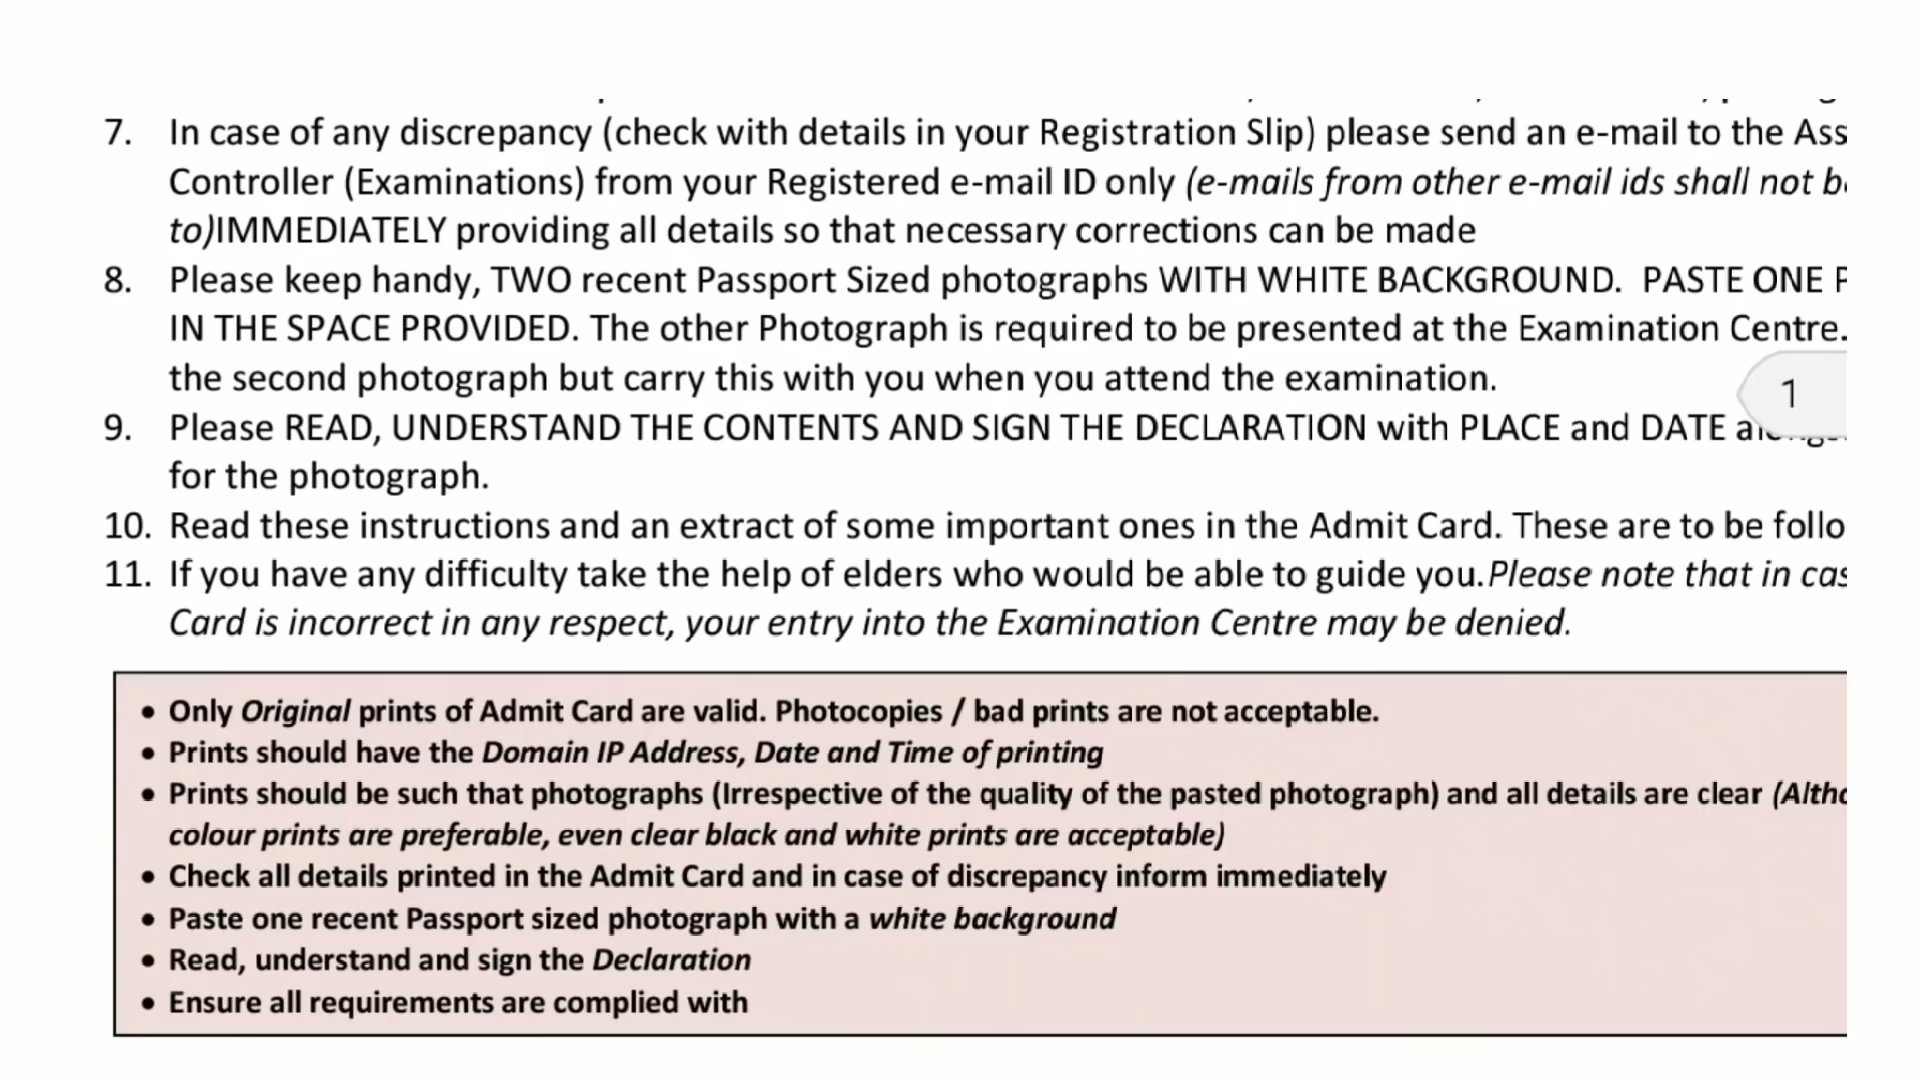 7. In case of any discrepancy (check with details in your Registration Slip) please send an e-mail to the
Controller (Examinations) from your Registered e-mail ID only (e-mails from other e-mail ids shall not
to)IMMEDIATELY providing all details so that necessary corrections can be made
8. Please keep handy, TWO recent Passport Sized photographs WITH WHITE BACKGROUND. PASTE ONE
IN THE SPACE PROVIDED. The other Photograph is required to be presented at the Examination Centre.
the second photograph but carry this with you when you attend the examination.
1
9. Please READ, UNDERSTAND THE CONTENTS AND SIGN THE DECLARATION with PLACE and DATE
for the photograph.
10. Read these instructions and an extract of some important ones in the Admit Card. These are to be follo
11. If you have any difficulty take the help of elders who would be able to guide you.Please note that in
Card is incorrect in any respect, your entry into the Examination Centre may be denied.
• Only Original prints of Admit Card are valid. Photocopies / bad prints are not acceptable.
• Prints should have the Domain IP Address, Date and Time of printing
• Prints should be such that photographs (Irrespective of the quality of the pasted photograph) and all details are clear
colour prints are preferable, even clear black and white prints are acceptable)
• Check all details printed in the Admit Card and in case of discrepancy inform immediately
• Paste one recent Passport sized photograph with a white background
• Read, understand and sign the Declaration
• Ensure all requirements are complied with